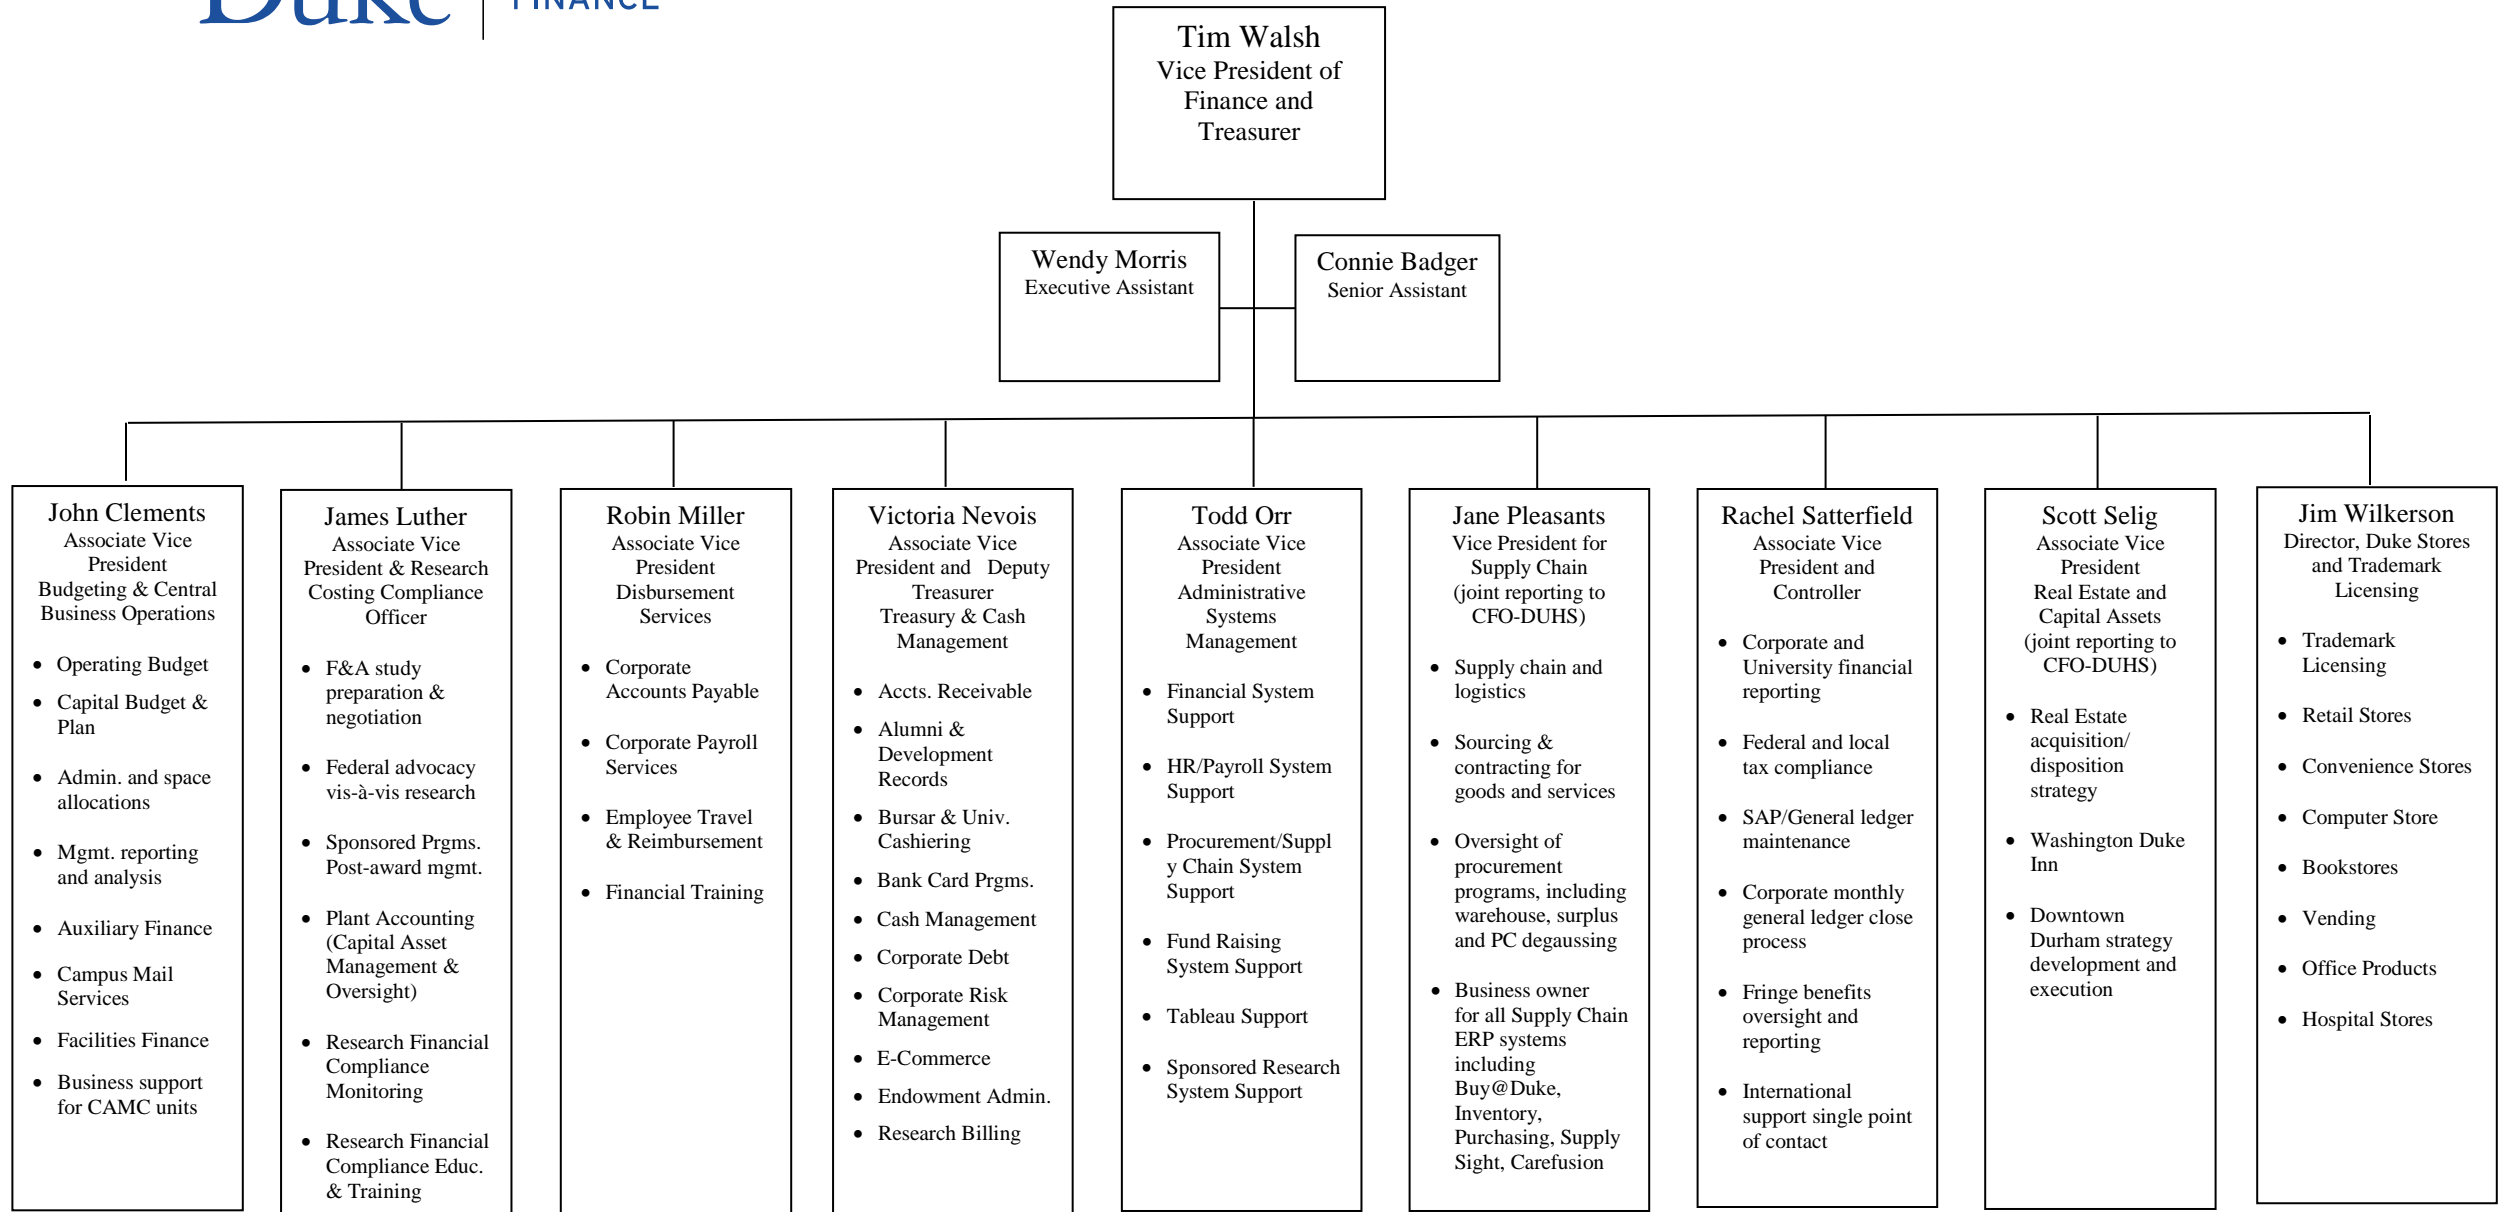 Duke
FINANCE
Tim Walsh
Vice President of
Finance and
Treasurer
Wendy Morris
Executive Assistant
Connie Badger
Senior Assistant
John Clements
Associate Vice
President
Budgeting & Central
Business Operations
• Operating Budget
• Capital Budget &
Plan
• Admin. and space
allocations
• Mgmt. reporting
and analysis
• Auxiliary Finance
• Campus Mail
Services
• Facilities Finance
• Business support
for CAMC units
James Luther
Associate Vice
President & Research
Costing Compliance
Officer
• F&A study
preparation &
negotiation
• Federal advocacy
vis-à-vis research
• Sponsored Prgms.
Post-award mgmt.
• Plant Accounting
(Capital Asset
Management &
Oversight)
• Research Financial
Compliance
Monitoring
• Research Financial
Compliance Educ.
& Training
Robin Miller
Associate Vice
President
Disbursement
Services
• Corporate
Accounts Payable
• Corporate Payroll
Services
• Employee Travel
& Reimbursement
• Financial Training
Victoria Nevois
Associate Vice
President and Deputy
Treasurer
Treasury & Cash
Management
• Accts. Receivable
• Alumni &
Development
Records
• Bursar & Univ.
Cashiering
• Bank Card Prgms.
• Cash Management
• Corporate Debt
• Corporate Risk
Management
• E-Commerce
• Endowment Admin.
• Research Billing
Todd Orr
Associate Vice
President
Administrative
Systems
Management
• Financial System
Support
• HR/Payroll System
Support
• Procurement/Suppl
y Chain System
Support
• Fund Raising
System Support
• Tableau Support
• Sponsored Research
System Support
Jane Pleasants
Vice President for
Supply Chain
(joint reporting to
CFO-DUHS)
• Supply chain and
logistics
• Sourcing &
contracting for
goods and services
• Oversight of
procurement
programs, including
warehouse, surplus
and PC degaussing
• Business owner
for all Supply Chain
ERP systems
including
Buy@Duke,
Inventory,
Purchasing, Supply
Sight, Carefusion
Rachel Satterfield
Associate Vice
President and
Controller
• Corporate and
University financial
reporting
• Federal and local
tax compliance
• SAP/General ledger
maintenance
• Corporate monthly
general ledger close
process
• Fringe benefits
oversight and
reporting
• International
support single point
of contact
Scott Selig
Associate Vice
President
Real Estate and
Capital Assets
(joint reporting to
CFO-DUHS)
• Real Estate
acquisition/
disposition
strategy
• Washington Duke
Inn
• Downtown
Durham strategy
development and
execution
Jim Wilkerson
Director, Duke Stores
and Trademark
Licensing
• Trademark
Licensing
• Retail Stores
• Convenience Stores
• Computer Store
• Bookstores
• Vending
• Office Products
• Hospital Stores